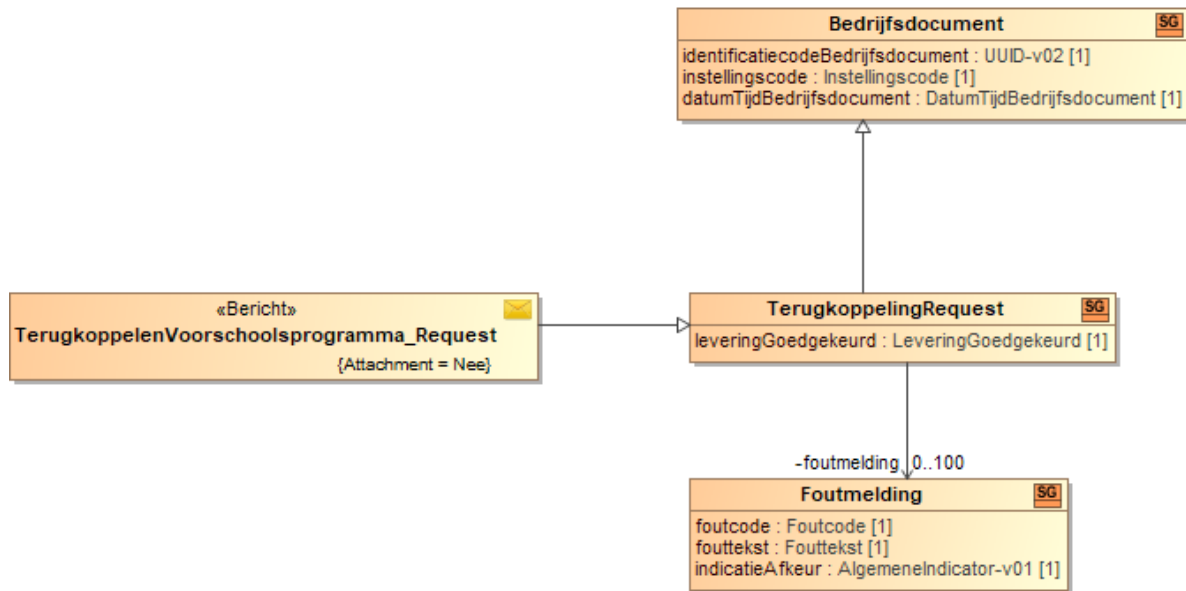 Bedrijfsdocument SG
identificatiecodeBedrijfsdocument : UUID-v02 [1]
instellingscode : Instellingscode [1]
datumTijdBedrijfsdocument : DatumTijdBedrijfsdocument [1]
«Bericht»
TerugkoppelenVoorschoolsprogramma_Request
{Attachment = Nee}
TerugkoppelingRequest SG
leveringGoedgekeurd : LeveringGoedgekeurd [1]
-foutmelding 0..100
Foutmelding SG
foutcode : Foutcode [1]
fouttekst : Fouttekst [1]
indicatieAfkeur : AlgemeneIndicator-v01 [1]